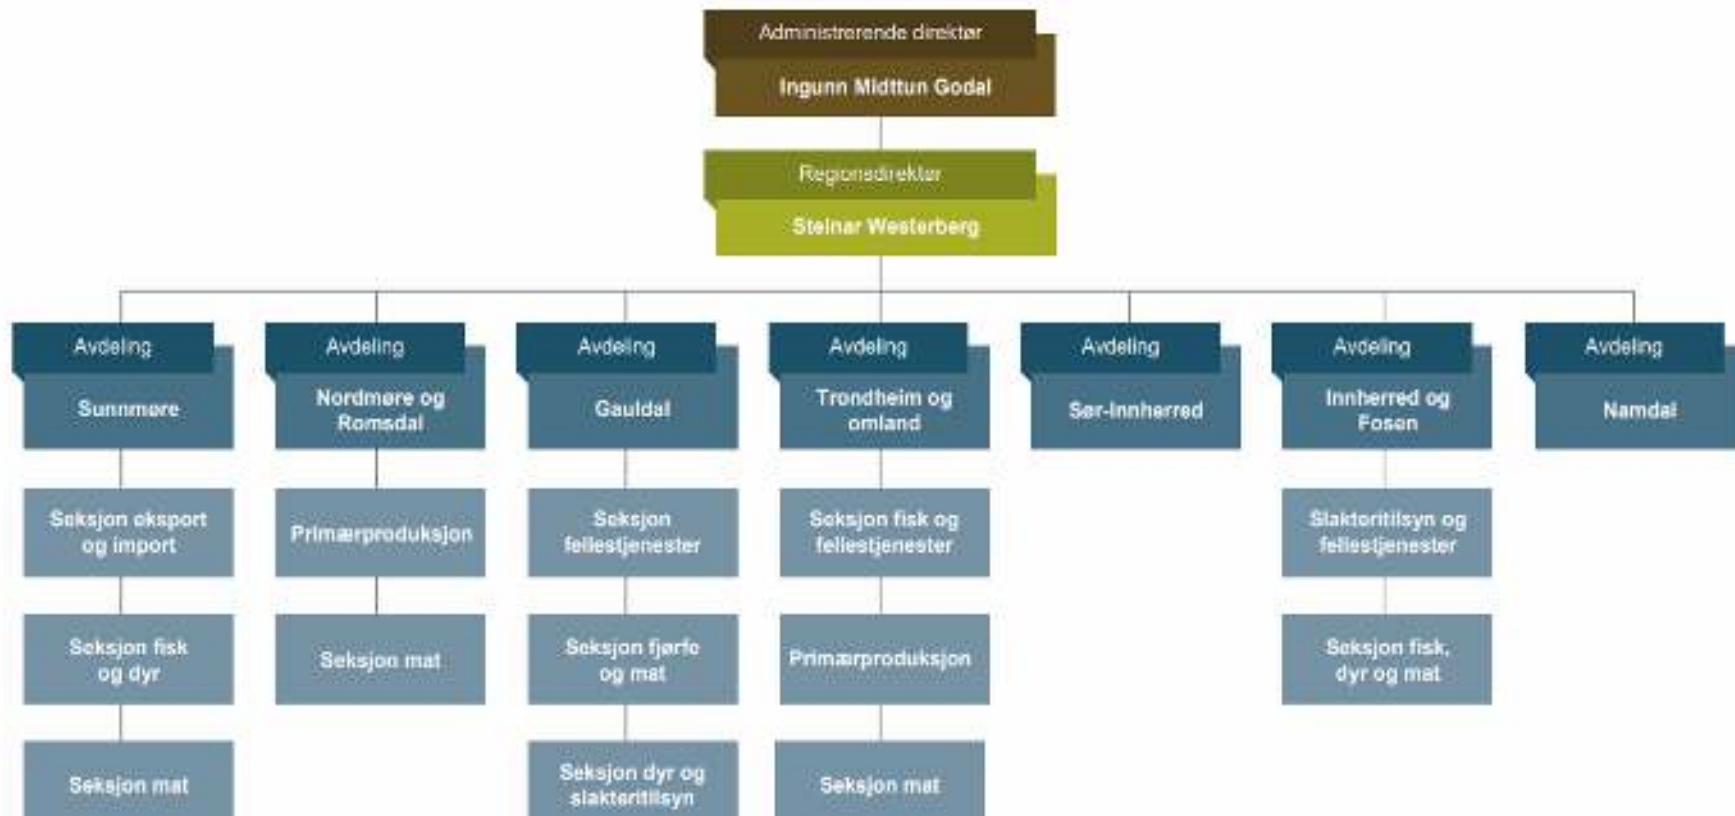 Administrerende direktør
Ingunn Midttun Godal
Regionsdirektør
Steinar Westerberg
Avdeling
Sunnmøre
Avdeling
Nordmøre og
Romsdal
Avdeling
Gauldal
Avdeling
Trondheim og
omland
Avdeling
Sør-Innherred
Avdeling
Innherred og
Fosen
Avdeling
Namdal
Seksjon eksport
og import
Primærproduksjon
Seksjon
fellestjenester
Seksjon fisk og
fellestjenester
Slakteritilsyn og
fellestjenester
Seksjon fisk
og dyr
Seksjon mat
Seksjon fjørfe
og mat
Primærproduksjon
Seksjon fisk,
dyr og mat
Seksjon mat
Seksjon dyr og
slakteritilsyn
Seksjon mat